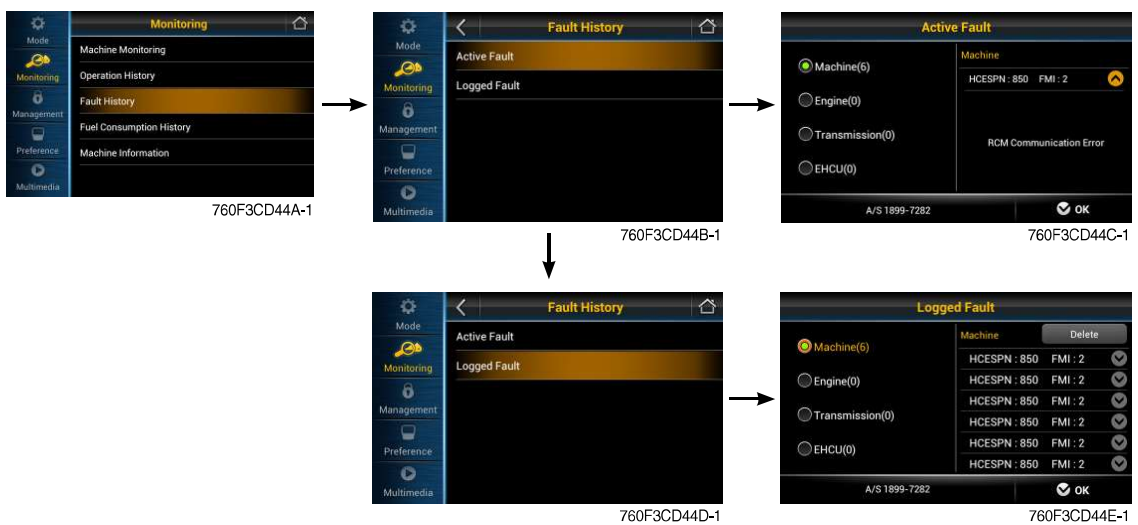 Monitoring
Mode
Monitoring
Management
Preference
Multimedia
Machine Monitoring
Operation History
Fault History
Fuel Consumption History
Machine Information
760F3CD44A-1
Fault History
Mode
Monitoring
Management
Preference
Multimedia
Active Fault
Logged Fault
760F3CD44B-1
Active Fault
Machine(6)
Engine(0)
Transmission(0)
EHCU(0)
Machine
HCESPN : 850 FMI : 2
RCM Communication Error
A/S 1899-7282
OK
760F3CD44C-1
Fault History
Mode
Monitoring
Management
Preference
Multimedia
Active Fault
Logged Fault
760F3CD44D-1
Logged Fault
Machine(6)
Engine(0)
Transmission(0)
EHCU(0)
Machine
Delete
HCESPN : 850 FMI : 2
HCESPN : 850 FMI : 2
HCESPN : 850 FMI : 2
HCESPN : 850 FMI : 2
HCESPN : 850 FMI : 2
HCESPN : 850 FMI : 2
A/S 1899-7282
OK
760F3CD44E-1